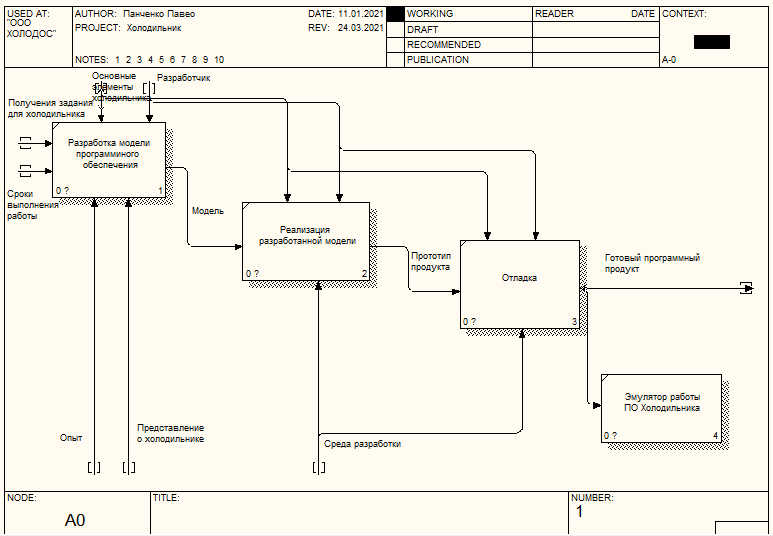 USED AT:
"ООО
ХОЛОДОС"
AUTHOR: Панченко Павео
PROJECT: Холодильник
DATE: 11.01.2021
REV: 24.03.2021
NOTES: 1 2 3 4 5 6 7 8 9 10
WORKING
DRAFT
RECOMMENDED
PUBLICATION
READER DATE
CONTEXT:
A-0
Основные
элементы
холодильника
Разработчик
Получения задания
для холодильника
Разработка модели
программиного
обеспечения
0 ? 1
Сроки
выполнения
работы
Модель
Реализация
разработанной модели
0 ? 2
Прототип
продукта
Отладка
0 ? 3
Готовый программный
продукт
Эмулятор работы
ПО Холодильника
0 ? 4
Опыт
Представление
о холодильнике
Среда разработки
NODE:
A0
TITLE:
NUMBER:
1